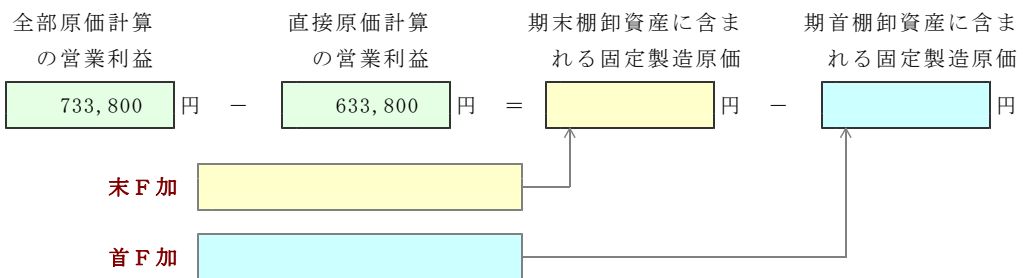 全部原価計算 直接原価計算 期末棚卸資産に含ま 期首棚卸資産に含ま
の営業利益 の営業利益 れる固定製造原価 れる固定製造原価
733,800 円 － 633,800 円 ＝ 円 － 円
末Ｆ加
首Ｆ加